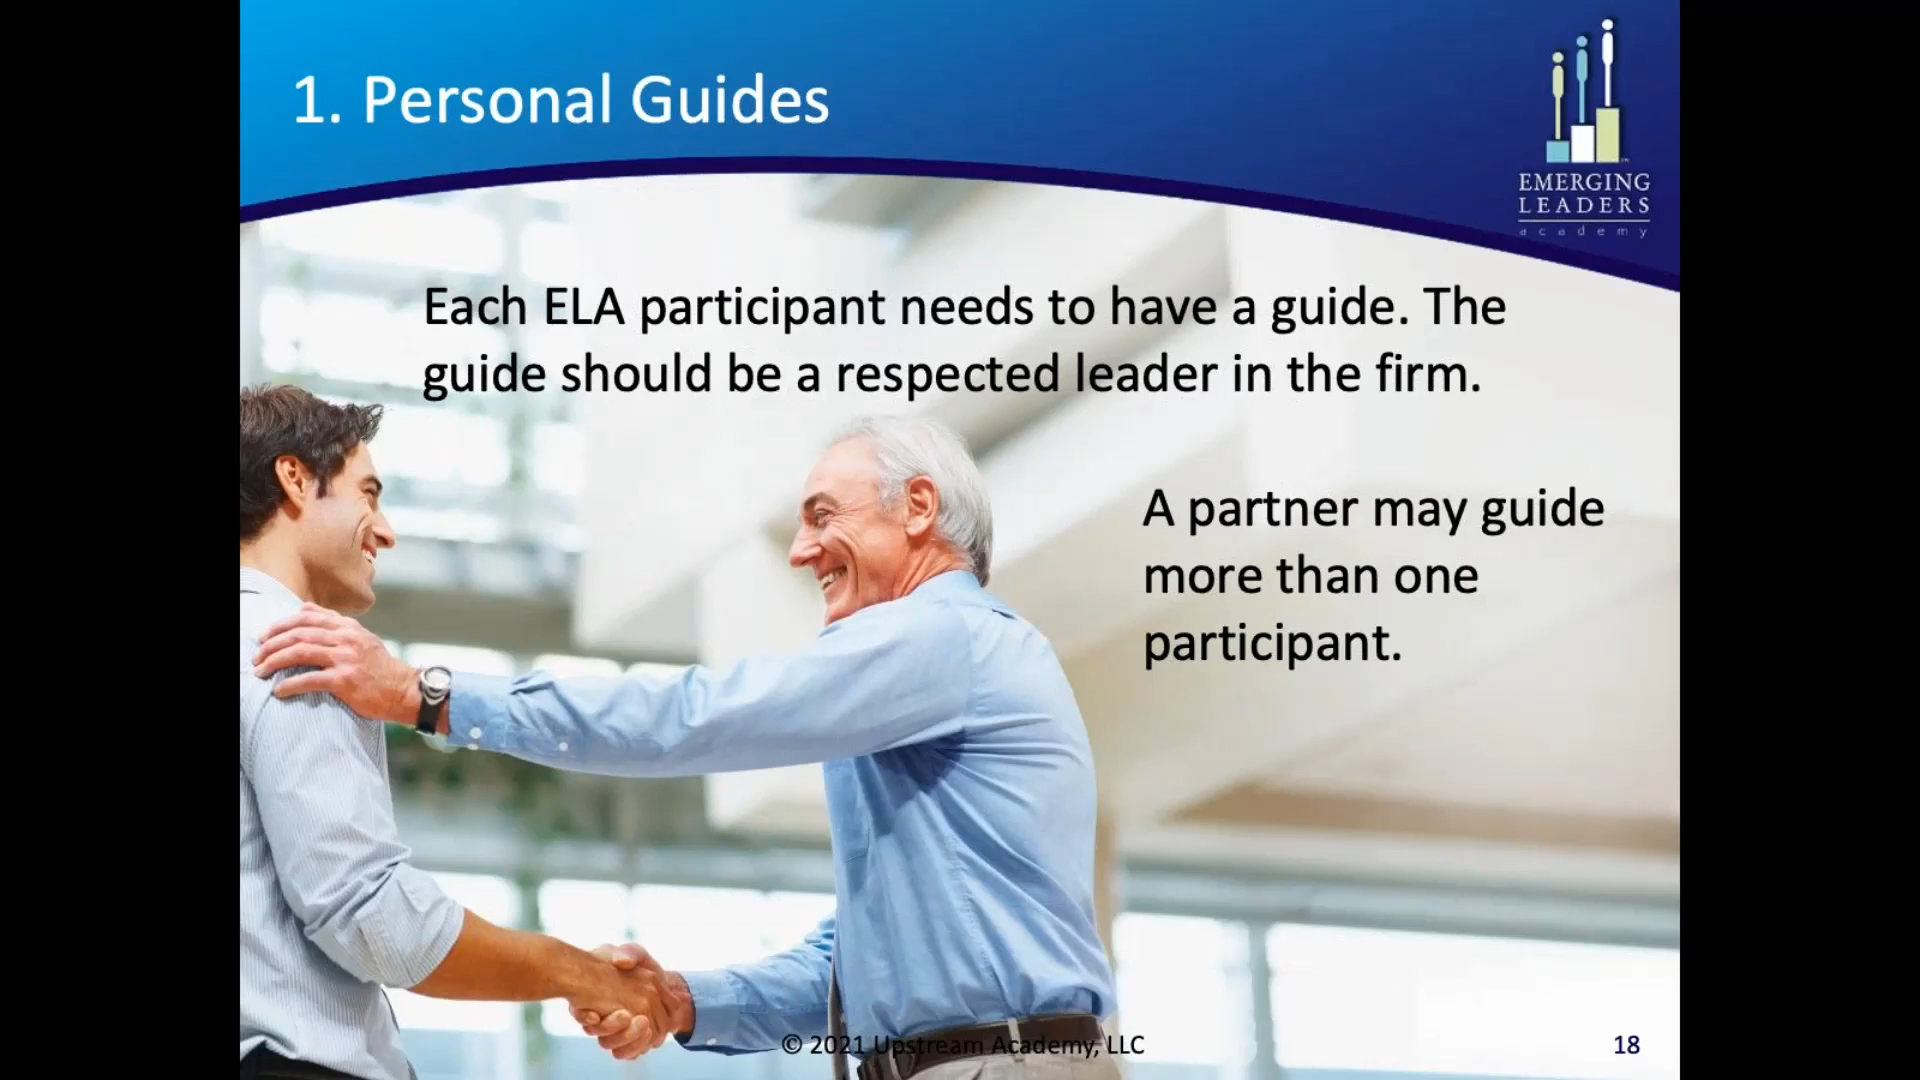 1. Personal Guides
EMERGING
LEADERS
academy
Each ELA participant needs to have a guide. The
guide should be a respected leader in the firm.
A partner may guide
more than one
participant.
© 2021 Upstream Academy, LLC
18